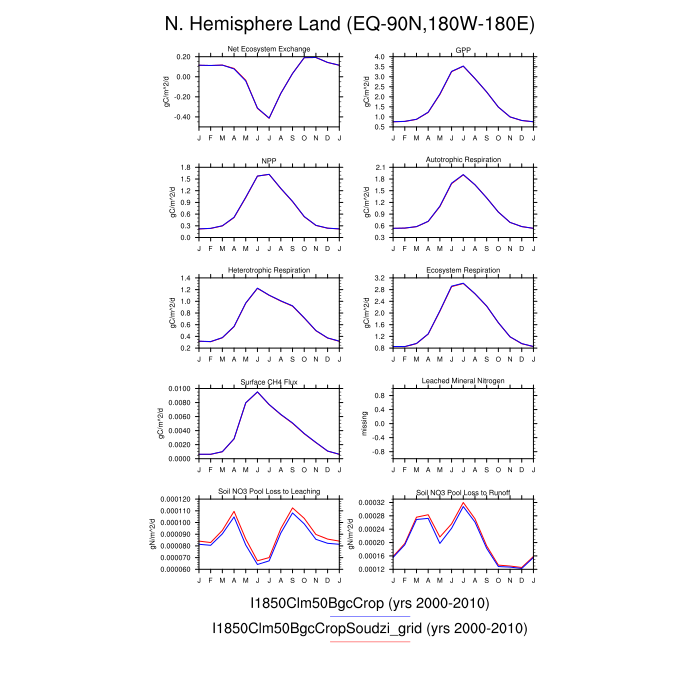 N. Hemisphere Land (EQ-90N,180W-180E)
Net Ecosystem Exchange
gC/m^2/d
0.20
0.00
-0.20
-0.40
J F M A M J J A S O N D J
GPP
gC/m^2/d
4.0
3.5
3.0
2.5
2.0
1.5
1.0
0.5
J F M A M J J A S O N D J
NPP
gC/m^2/d
1.8
1.5
1.2
0.9
0.6
0.3
0.0
J F M A M J J A S O N D J
Autotrophic Respiration
gC/m^2/d
2.1
1.8
1.5
1.2
0.9
0.6
0.3
J F M A M J J A S O N D J
Heterotrophic Respiration
gC/m^2/d
1.4
1.2
1.0
0.8
0.6
0.4
0.2
J F M A M J J A S O N D J
Ecosystem Respiration
gC/m^2/d
3.2
2.8
2.4
2.0
1.6
1.2
0.8
J F M A M J J A S O N D J
Surface CH4 Flux
gC/m^2/d
0.0100
0.0080
0.0060
0.0040
0.0020
0.0000
J F M A M J J A S O N D J
Leached Mineral Nitrogen
missing
0.8
0.4
0.0
-0.4
-0.8
J F M A M J J A S O N D J
Soil NO3 Pool Loss to Leaching
gN/m^2/d
0.000120
0.000110
0.000100
0.000090
0.000080
0.000070
0.000060
J F M A M J J A S O N D J
Soil NO3 Pool Loss to Runoff
gN/m^2/d
0.00032
0.00028
0.00024
0.00020
0.00016
0.00012
J F M A M J J A S O N D J
I1850Clm50BgcCrop (yrs 2000-2010)
I1850Clm50BgcCropSoudzi_grid (yrs 2000-2010)